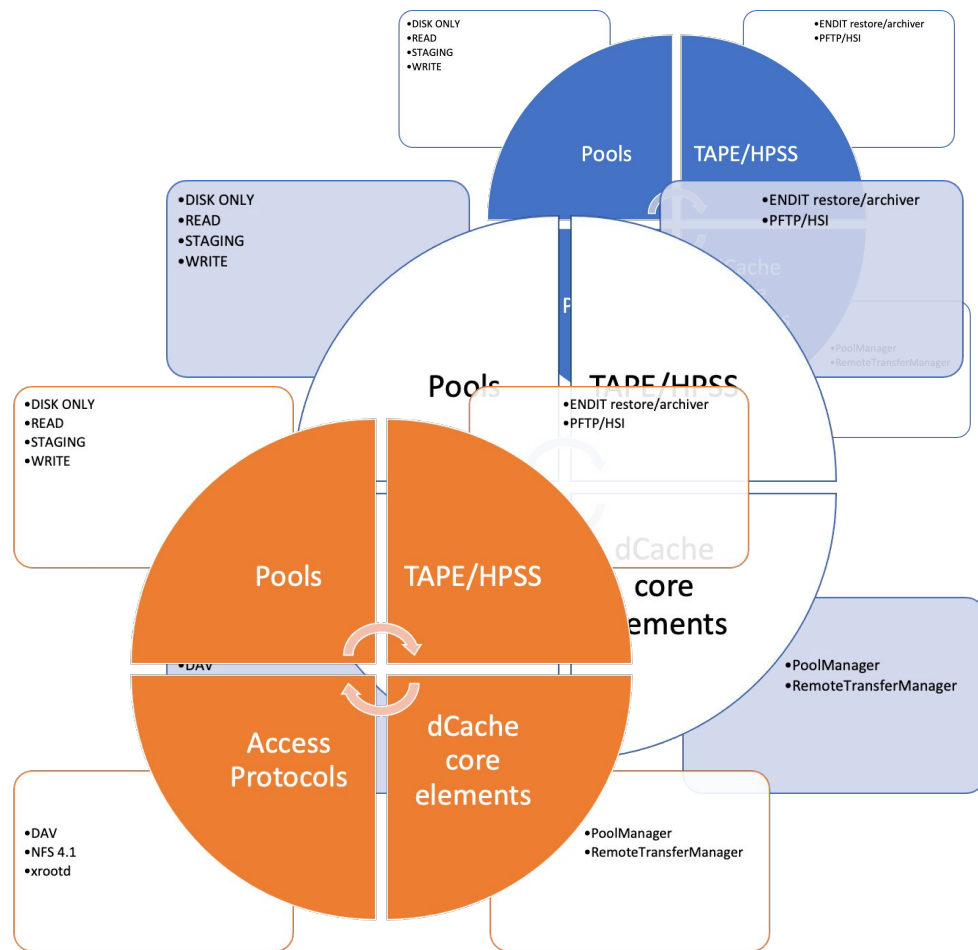 •DISK ONLY
•READ
•STAGING
•WRITE
•ENDIT restore/archiver
•PFTP/HSI
Pools
TAPE/HPSS
•DISK ONLY
•READ
•STAGING
•WRITE
•ENDIT restore/archiver
•PFTP/HSI
•PoolManager
•RemoteTransferManager
Pools
TAPE/HPSS
•DISK ONLY
•READ
•STAGING
•WRITE
•ENDIT restore/archiver
•PFTP/HSI
dCache
core
Pools
TAPE/HPSS
•DAV
•PoolManager
•RemoteTransferManager
Access
Protocols
dCache
core
elements
•DAV
•NFS 4.1
•xrootd
•PoolManager
•RemoteTransferManager